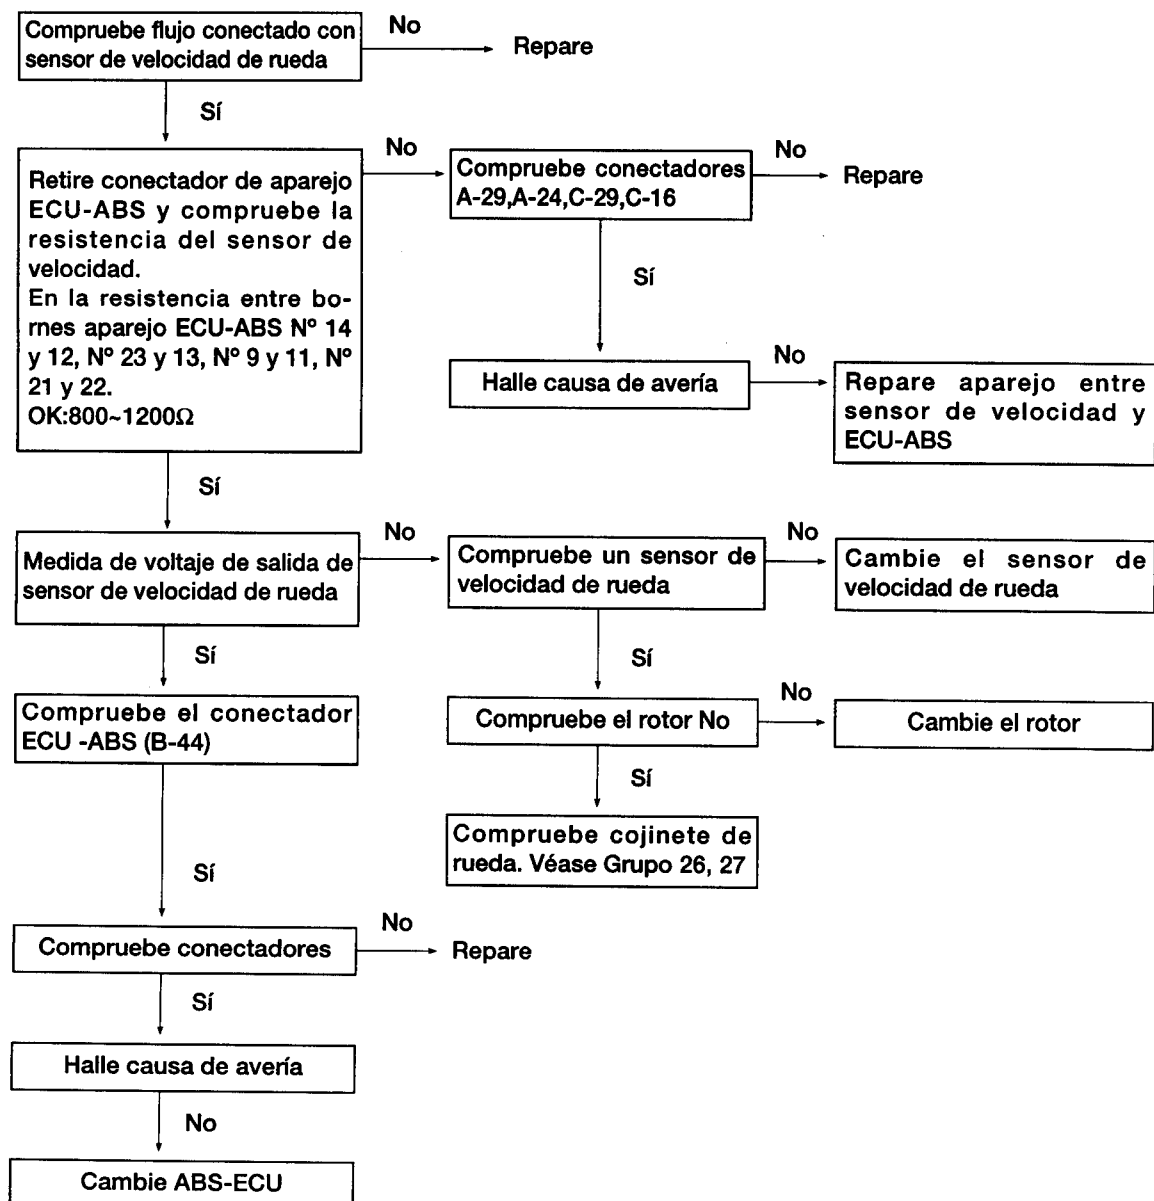 Compruebe flujo conectado con
sensor de velocidad de rueda
No
Repare
Sí
Retire conectador de aparejo
ECU-ABS y compruebe la
resistencia del sensor de
velocidad.
En la resistencia entre bo-
rnes aparejo ECU-ABS Nº 14
y 12, Nº 23 y 13, Nº 9 y 11, Nº
21 y 22.
OK:800~1200Ω
No
Compruebe conectadores
A-29,A-24,C-29,C-16
No
Repare
Sí
Halle causa de avería
No
Repare aparejo entre
sensor de velocidad y
ECU-ABS
Sí
Medida de voltaje de salida de
sensor de velocidad de rueda
No
Compruebe un sensor de
velocidad de rueda
No
Cambie el sensor de
velocidad de rueda
Sí
Sí
Compruebe el conectador
ECU -ABS (B-44)
Compruebe el rotor No
No
Cambie el rotor
Sí
Compruebe cojinete de
rueda. Véase Grupo 26, 27
Sí
Compruebe conectadores
No
Repare
Sí
Halle causa de avería
No
Cambie ABS-ECU